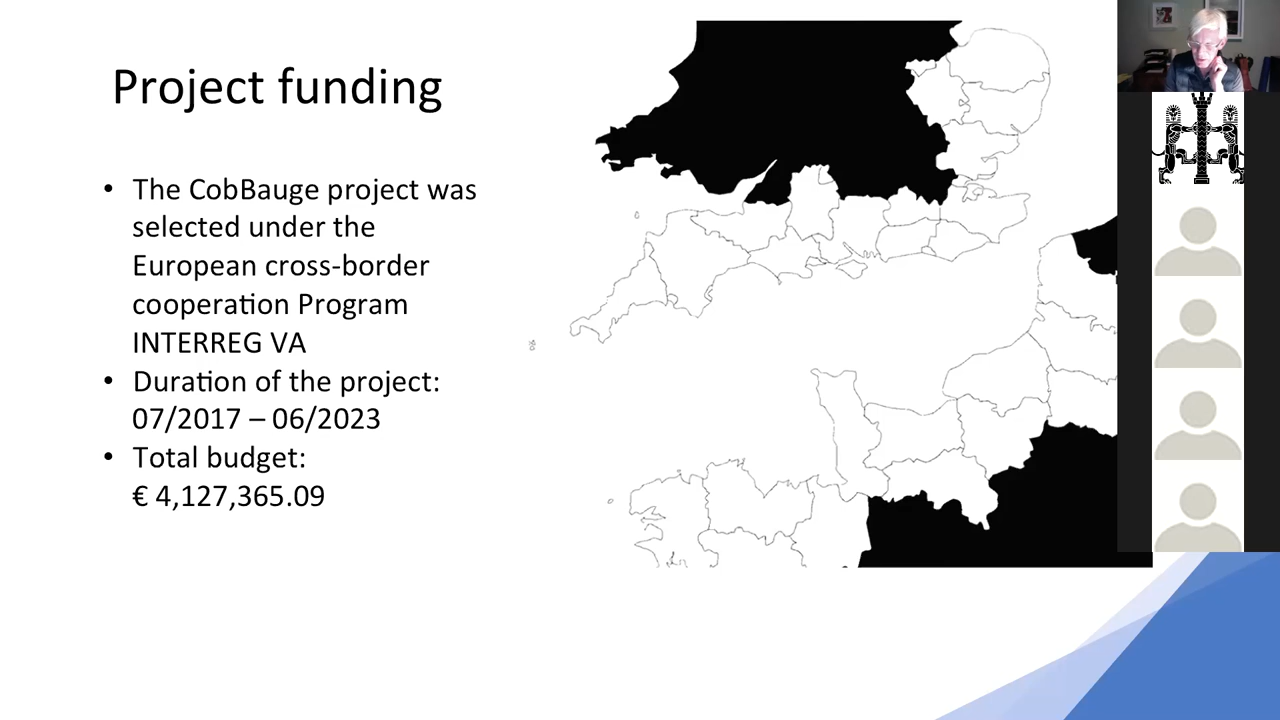 Project funding
• The CobBauge project was
selected under the
European cross-border
cooperation Program
INTERREG VA
• Duration of the project:
07/2017 – 06/2023
• Total budget:
€ 4,127,365.09